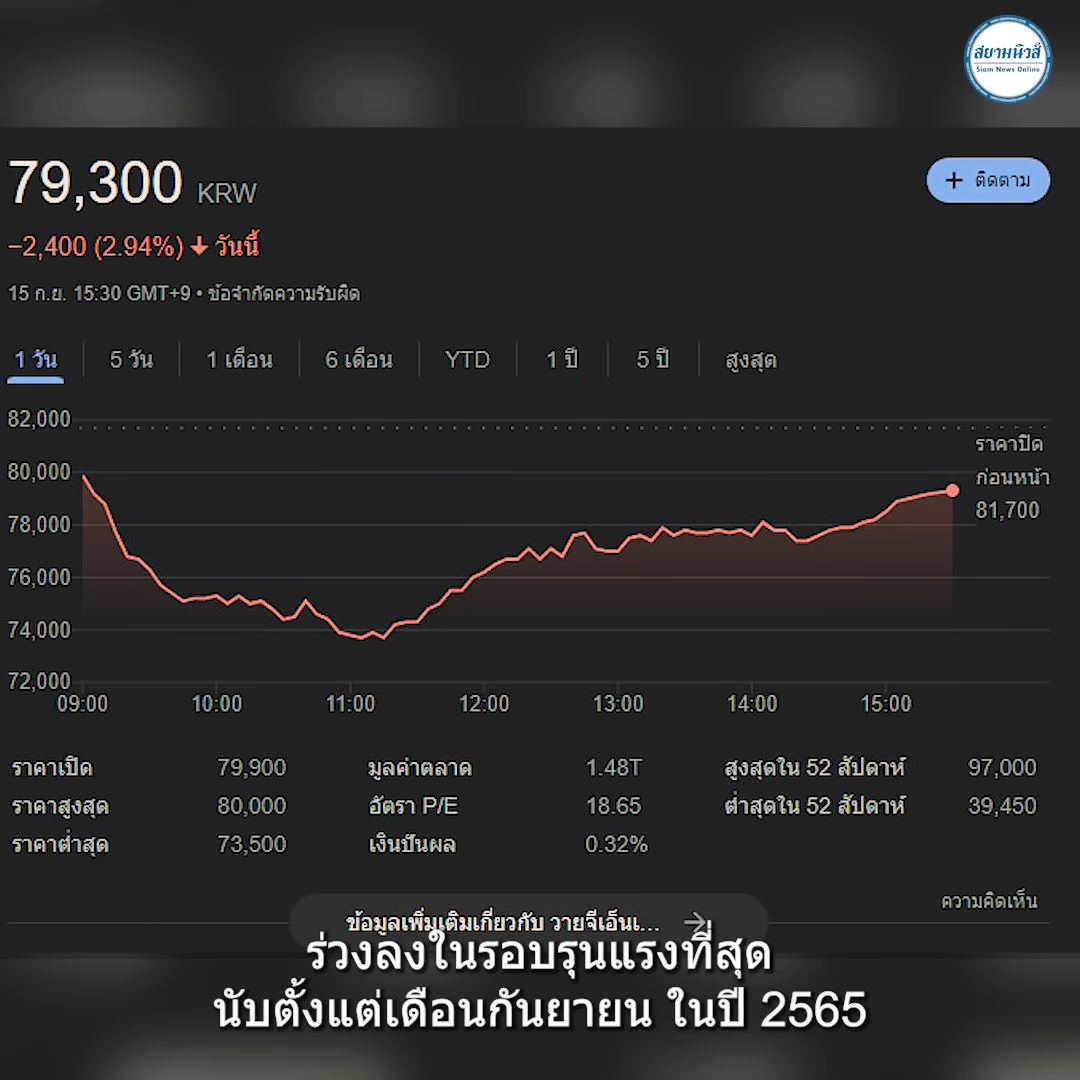 สยามนิวส์
Siam News Online
79,300 KRW
+ ติดตาม
−2,400 (2.94%) ↓ วันนี้
15 ก.ย. 15:30 GMT+9 • ข้อจำกัดความรับผิด
1 วัน 5 วัน 1 เดือน 6 เดือน YTD 1 ปี 5 ปี สูงสุด
82,000
ราคาปิด
ก่อนหน้า
81,700
80,000
78,000
76,000
74,000
72,000
09:00 10:00 11:00 12:00 13:00 14:00 15:00
ราคาเปิด 79,900 มูลค่าตลาด 1.48T สูงสุดใน 52 สัปดาห์ 97,000
ราคาสูงสุด 80,000 อัตรา P/E 18.65 ต่ำสุดใน 52 สัปดาห์ 39,450
ราคาต่ำสุด 73,500 เงินปันผล 0.32%
ความคิดเห็น
ข้อมูลเพิ่มเติมเกี่ยวกับ วายจีเอ็นเ... →
ร่วงลงในรอบรุนแรงที่สุด
นับตั้งแต่เดือนกันยายน ในปี 2565